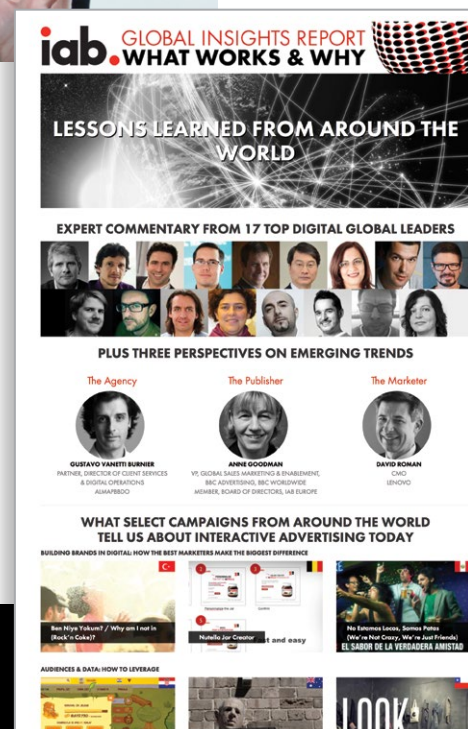 iab. GLOBAL INSIGHTS REPORT
WHAT WORKS & WHY
LESSONS LEARNED FROM AROUND THE
WORLD
EXPERT COMMENTARY FROM 17 TOP DIGITAL GLOBAL LEADERS
PLUS THREE PERSPECTIVES ON EMERGING TRENDS
The Agency
GUSTAVO VANETTI BURNIER
PARTNER, DIRECTOR OF CLIENT SERVICES
& DIGITAL OPERATIONS
ALMAPBBDO
The Publisher
ANNE GOODMAN
VP, GLOBAL SALES MARKETING & ENABLEMENT,
BBC ADVERTISING, BBC WORLDWIDE
MEMBER, BOARD OF DIRECTORS, IAB EUROPE
The Marketer
DAVID ROMAN
CMO
LENOVO
WHAT SELECT CAMPAIGNS FROM AROUND THE WORLD
TELL US ABOUT INTERACTIVE ADVERTISING TODAY
BUILDING BRANDS IN DIGITAL: HOW THE BEST MARKETERS MAKE THE BIGGEST DIFFERENCE
Ben Niye Yokum? / Why am I not in
(Rock'n Coke)?
Nutella Jar Creator
st and easy
No Estamos Locos, Somos Patas
(We're Not Crazy, We're Just Friends)
EL SABOR DE LA VERDADERA AMISTAD
AUDIENCES & DATA: HOW TO LEVERAGE
LOOK